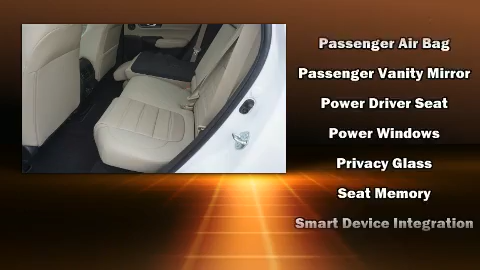 Passenger Air Bag
Passenger Vanity Mirror
Power Driver Seat
Power Windows
Privacy Glass
Seat Memory
Smart Device Integration